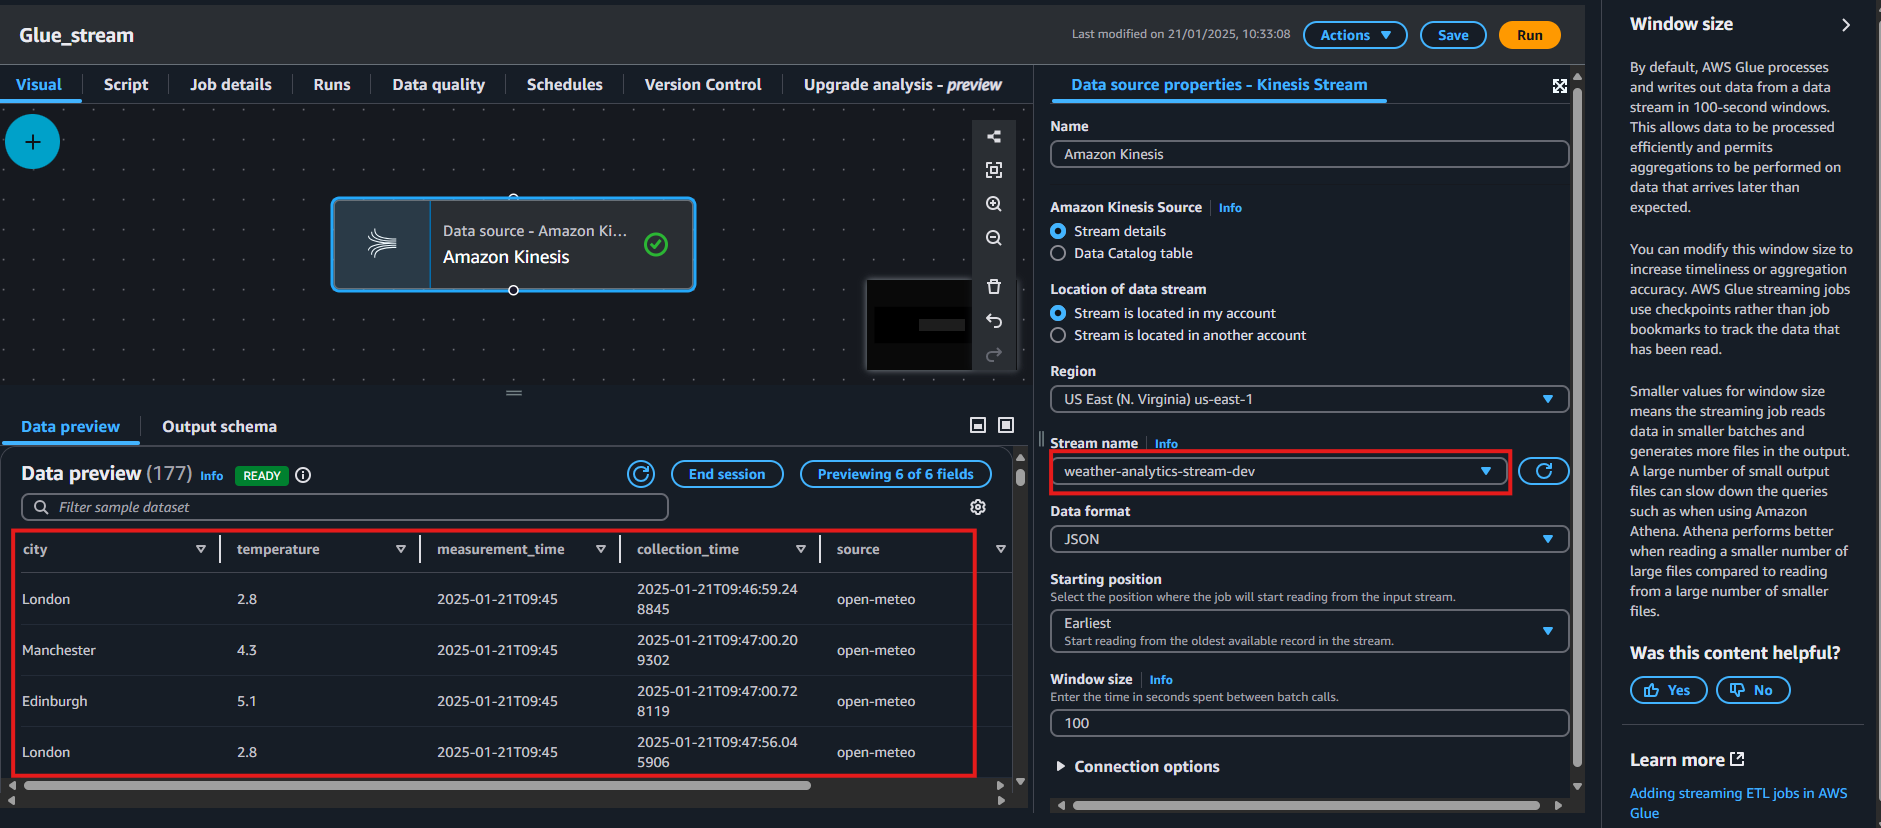 Glue_stream
Last modified on 21/01/2025, 10:33:08
Actions
Save
Run
Visual
Script
Job details
Runs
Data quality
Schedules
Version Control
Upgrade analysis - preview
Data source - Amazon Ki...
Amazon Kinesis
Data preview
Output schema
Data preview (177)
Info
READY
End session
Previewing 6 of 6 fields
Filter sample dataset
city temperature measurement_time collection_time source
London 2.8 2025-01-21T09:45 2025-01-21T09:46:59.24
8845 open-meteo
Manchester 4.3 2025-01-21T09:45 2025-01-21T09:47:00.20
9302 open-meteo
Edinburgh 5.1 2025-01-21T09:45 2025-01-21T09:47:00.72
8119 open-meteo
London 2.8 2025-01-21T09:45 2025-01-21T09:47:56.04
5906 open-meteo
Data source properties - Kinesis Stream
Name
Amazon Kinesis
Amazon Kinesis Source
Info
Stream details
Data Catalog table
Location of data stream
Stream is located in my account
Stream is located in another account
Region
US East (N. Virginia) us-east-1
Stream name
Info
weather-analytics-stream-dev
Data format
JSON
Starting position
Select the position where the job will start reading from the input stream.
Earliest
Start reading from the oldest available record in the stream.
Window size
Info
Enter the time in seconds spent between batch calls.
100
Connection options
Window size
By default, AWS Glue processes
and writes out data from a data
stream in 100-second windows.
This allows data to be processed
efficiently and permits
aggregations to be performed on
data that arrives later than
expected.
You can modify this window size to
increase timeliness or aggregation
accuracy. AWS Glue streaming jobs
use checkpoints rather than job
bookmarks to track the data that
has been read.
Smaller values for window size
means the streaming job reads
data in smaller batches and
generates more files in the output.
A large number of small output
files can slow down the queries
such as when using Amazon
Athena. Athena performs better
when reading a smaller number of
large files compared to reading
from a large number of smaller
files.
Was this content helpful?
Yes
No
Learn more
Adding streaming ETL jobs in AWS
Glue